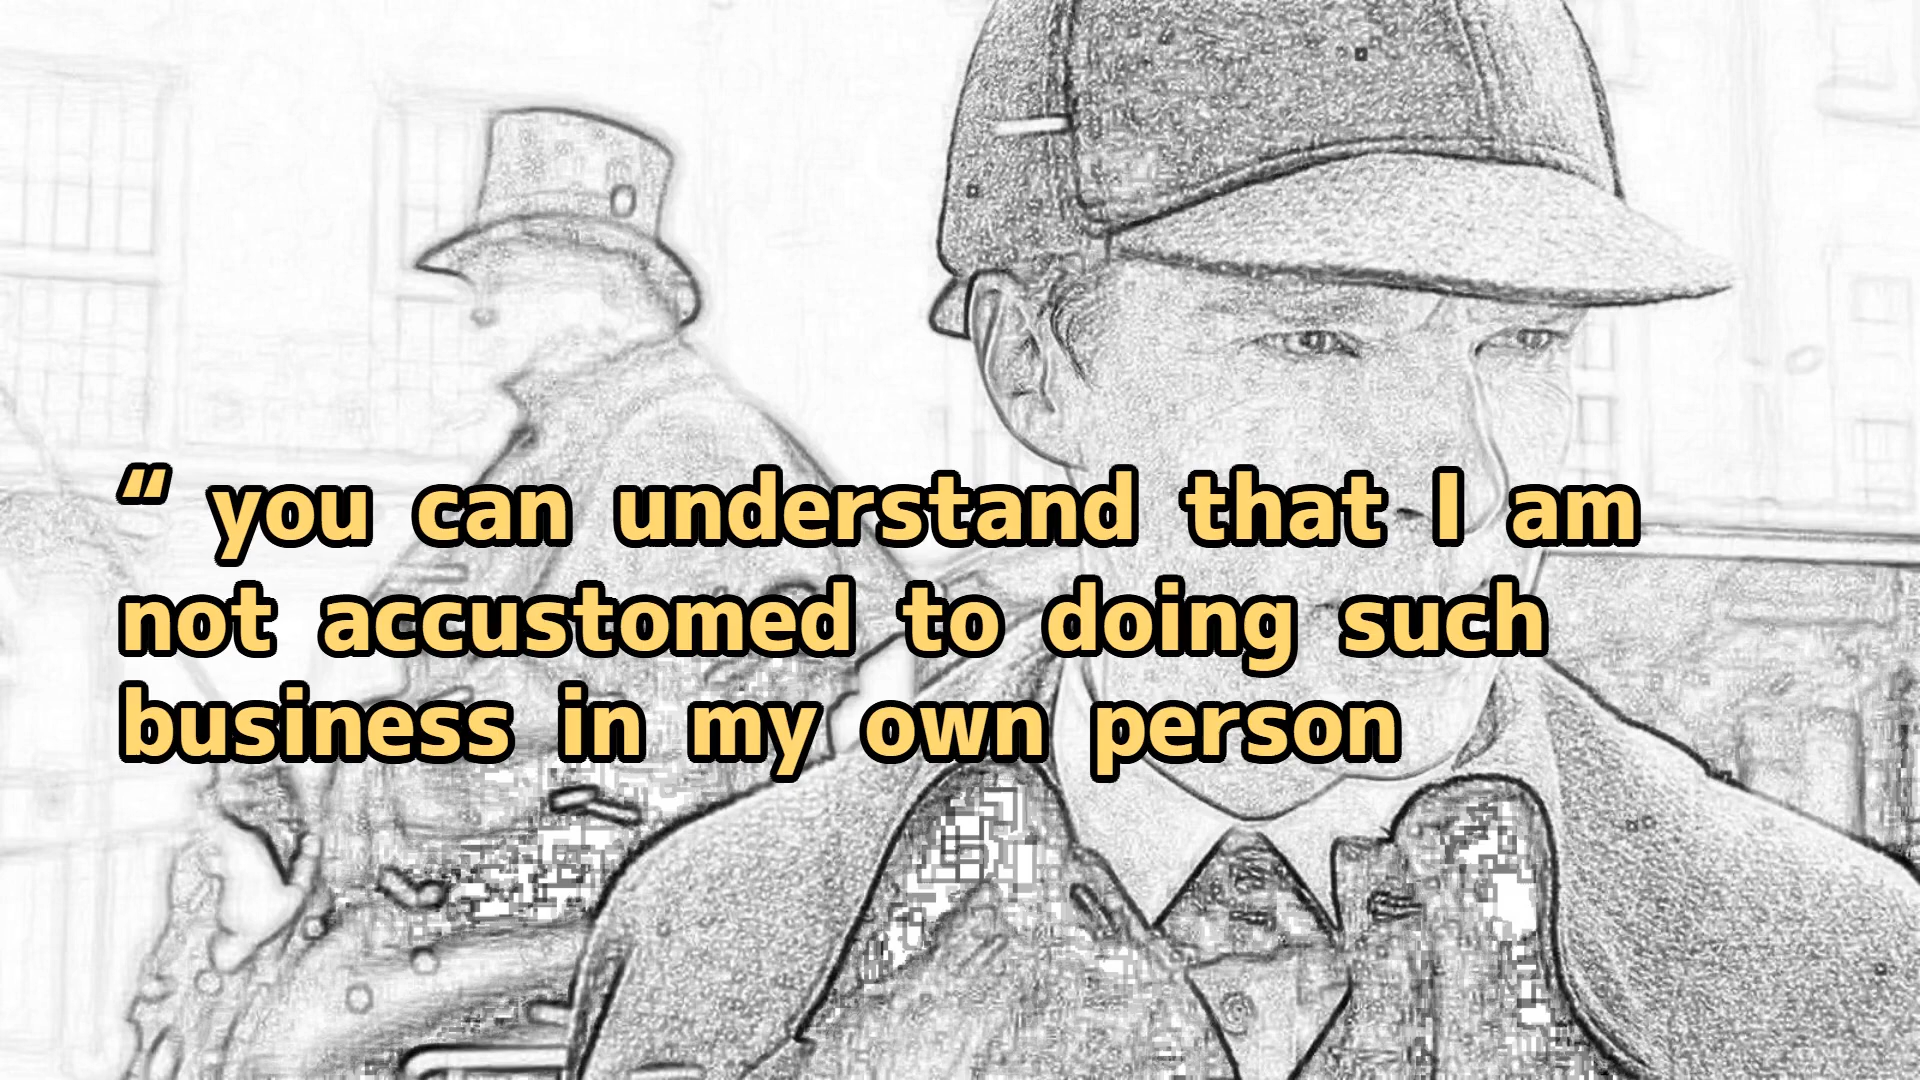 “ you can understand that I am
not accustomed to doing such
business in my own person